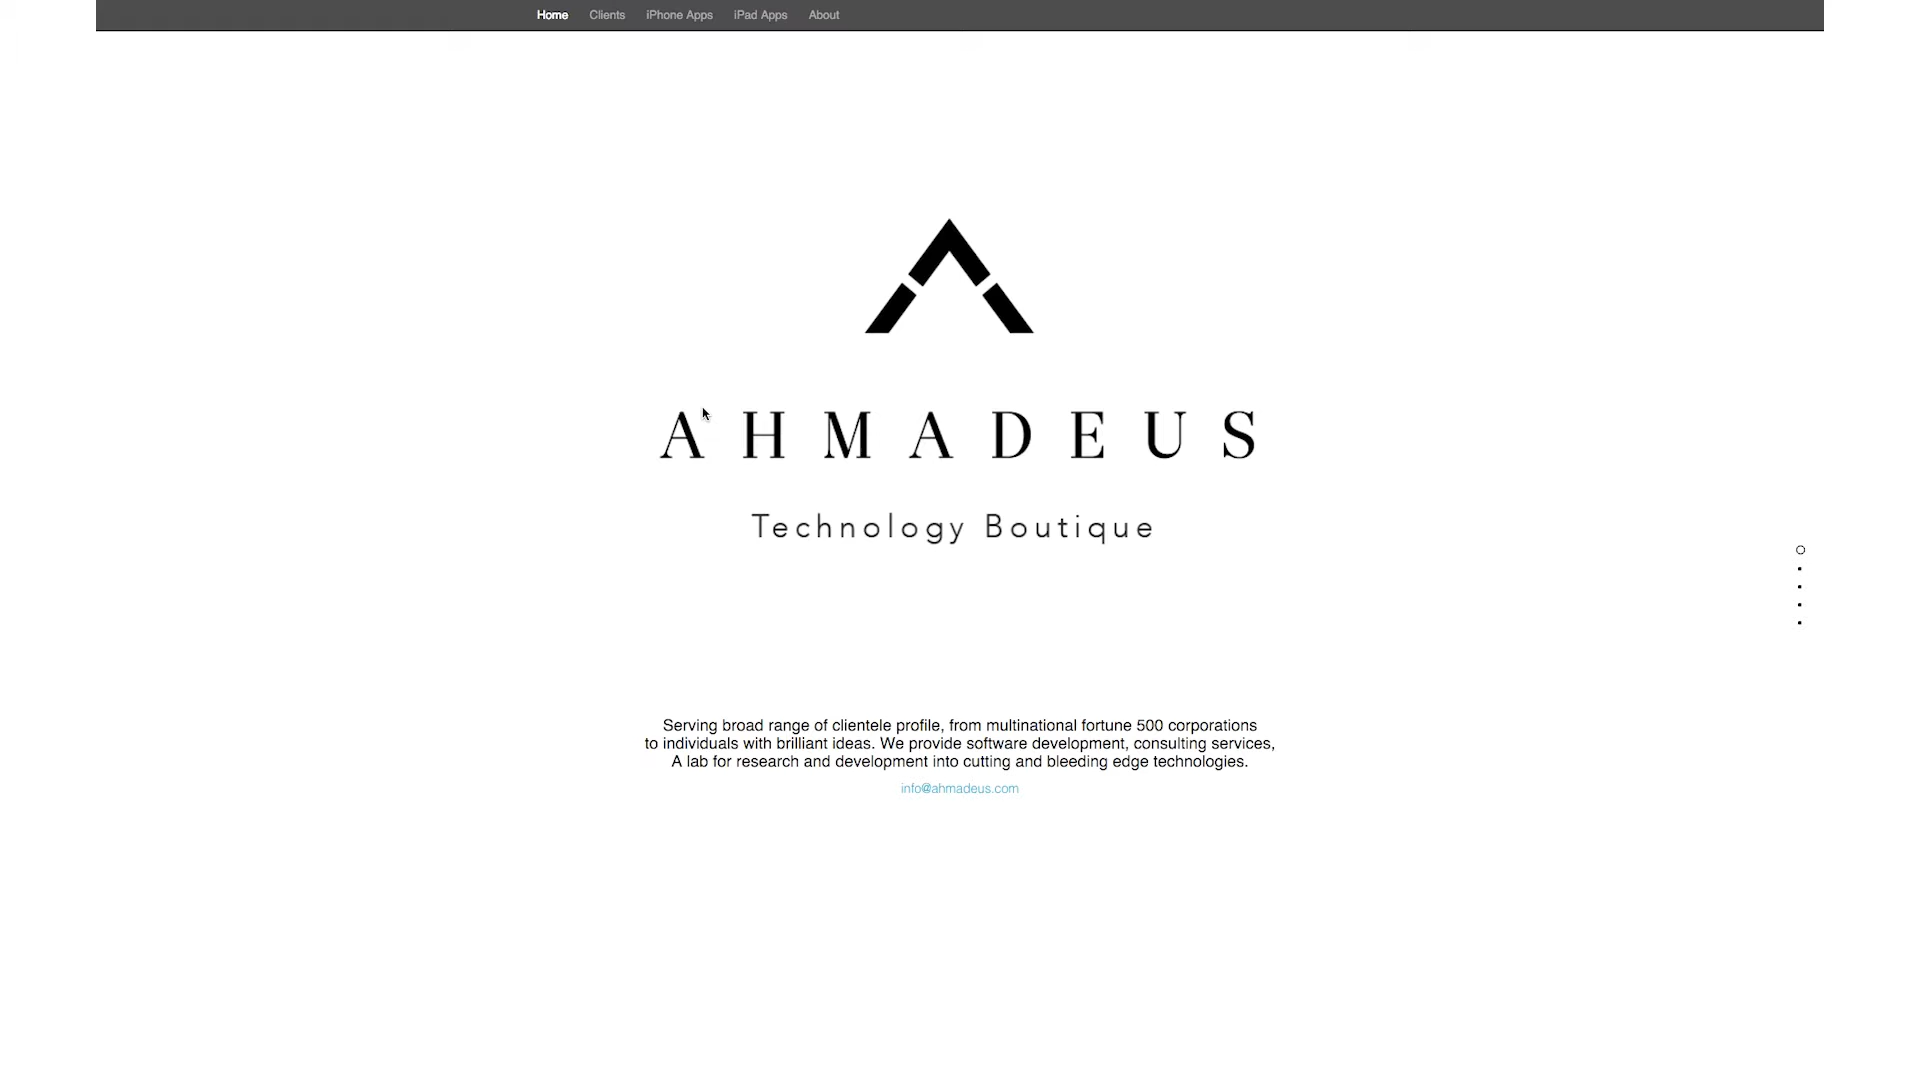 Home Clients iPhone Apps iPad Apps About
AHMADEUS
Technology Boutique
Serving broad range of clientele profile, from multinational fortune 500 corporations
to individuals with brilliant ideas. We provide software development, consulting services,
A lab for research and development into cutting and bleeding edge technologies.
info@ahmadeus.com